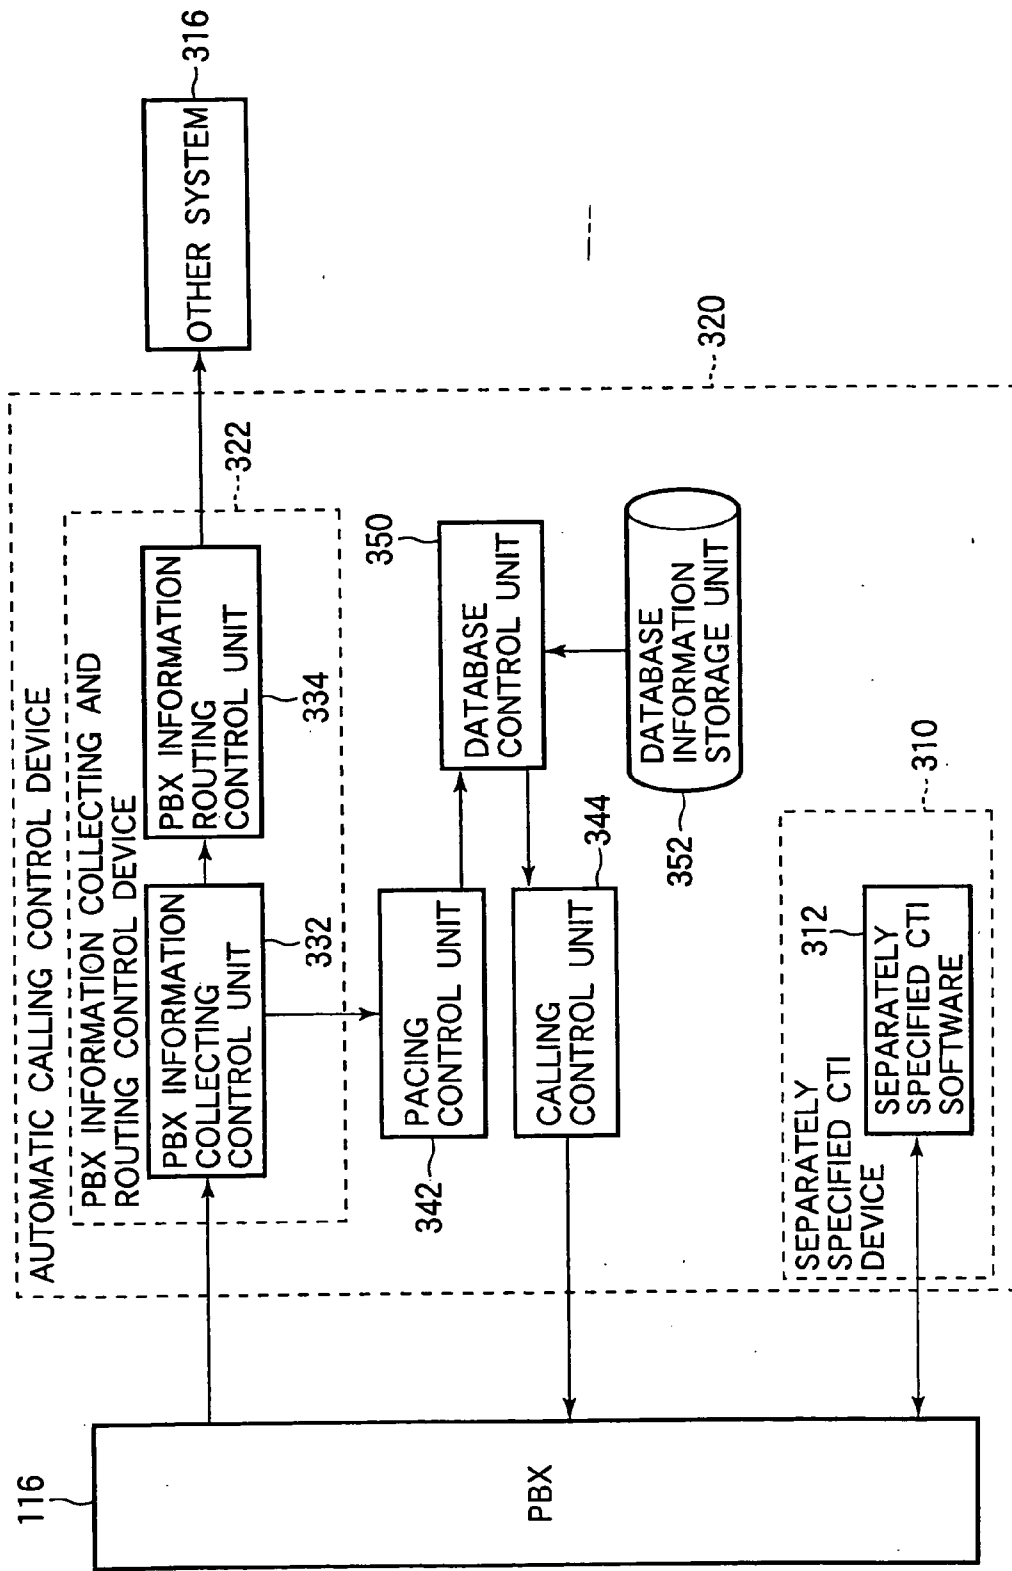 116
PBX
AUTOMATIC CALLING CONTROL DEVICE
PBX INFORMATION COLLECTING AND
ROUTING CONTROL DEVICE
322
PBX INFORMATION
COLLECTING
CONTROL UNIT
332
PBX INFORMATION
ROUTING
CONTROL UNIT
334
OTHER SYSTEM
316
320
PACING
CONTROL UNIT
342
DATABASE
CONTROL UNIT
350
CALLING
CONTROL UNIT
344
DATABASE
INFORMATION
STORAGE UNIT
352
SEPARATELY
SPECIFIED CTI
DEVICE
310
312
SEPARATELY
SPECIFIED CTI
SOFTWARE